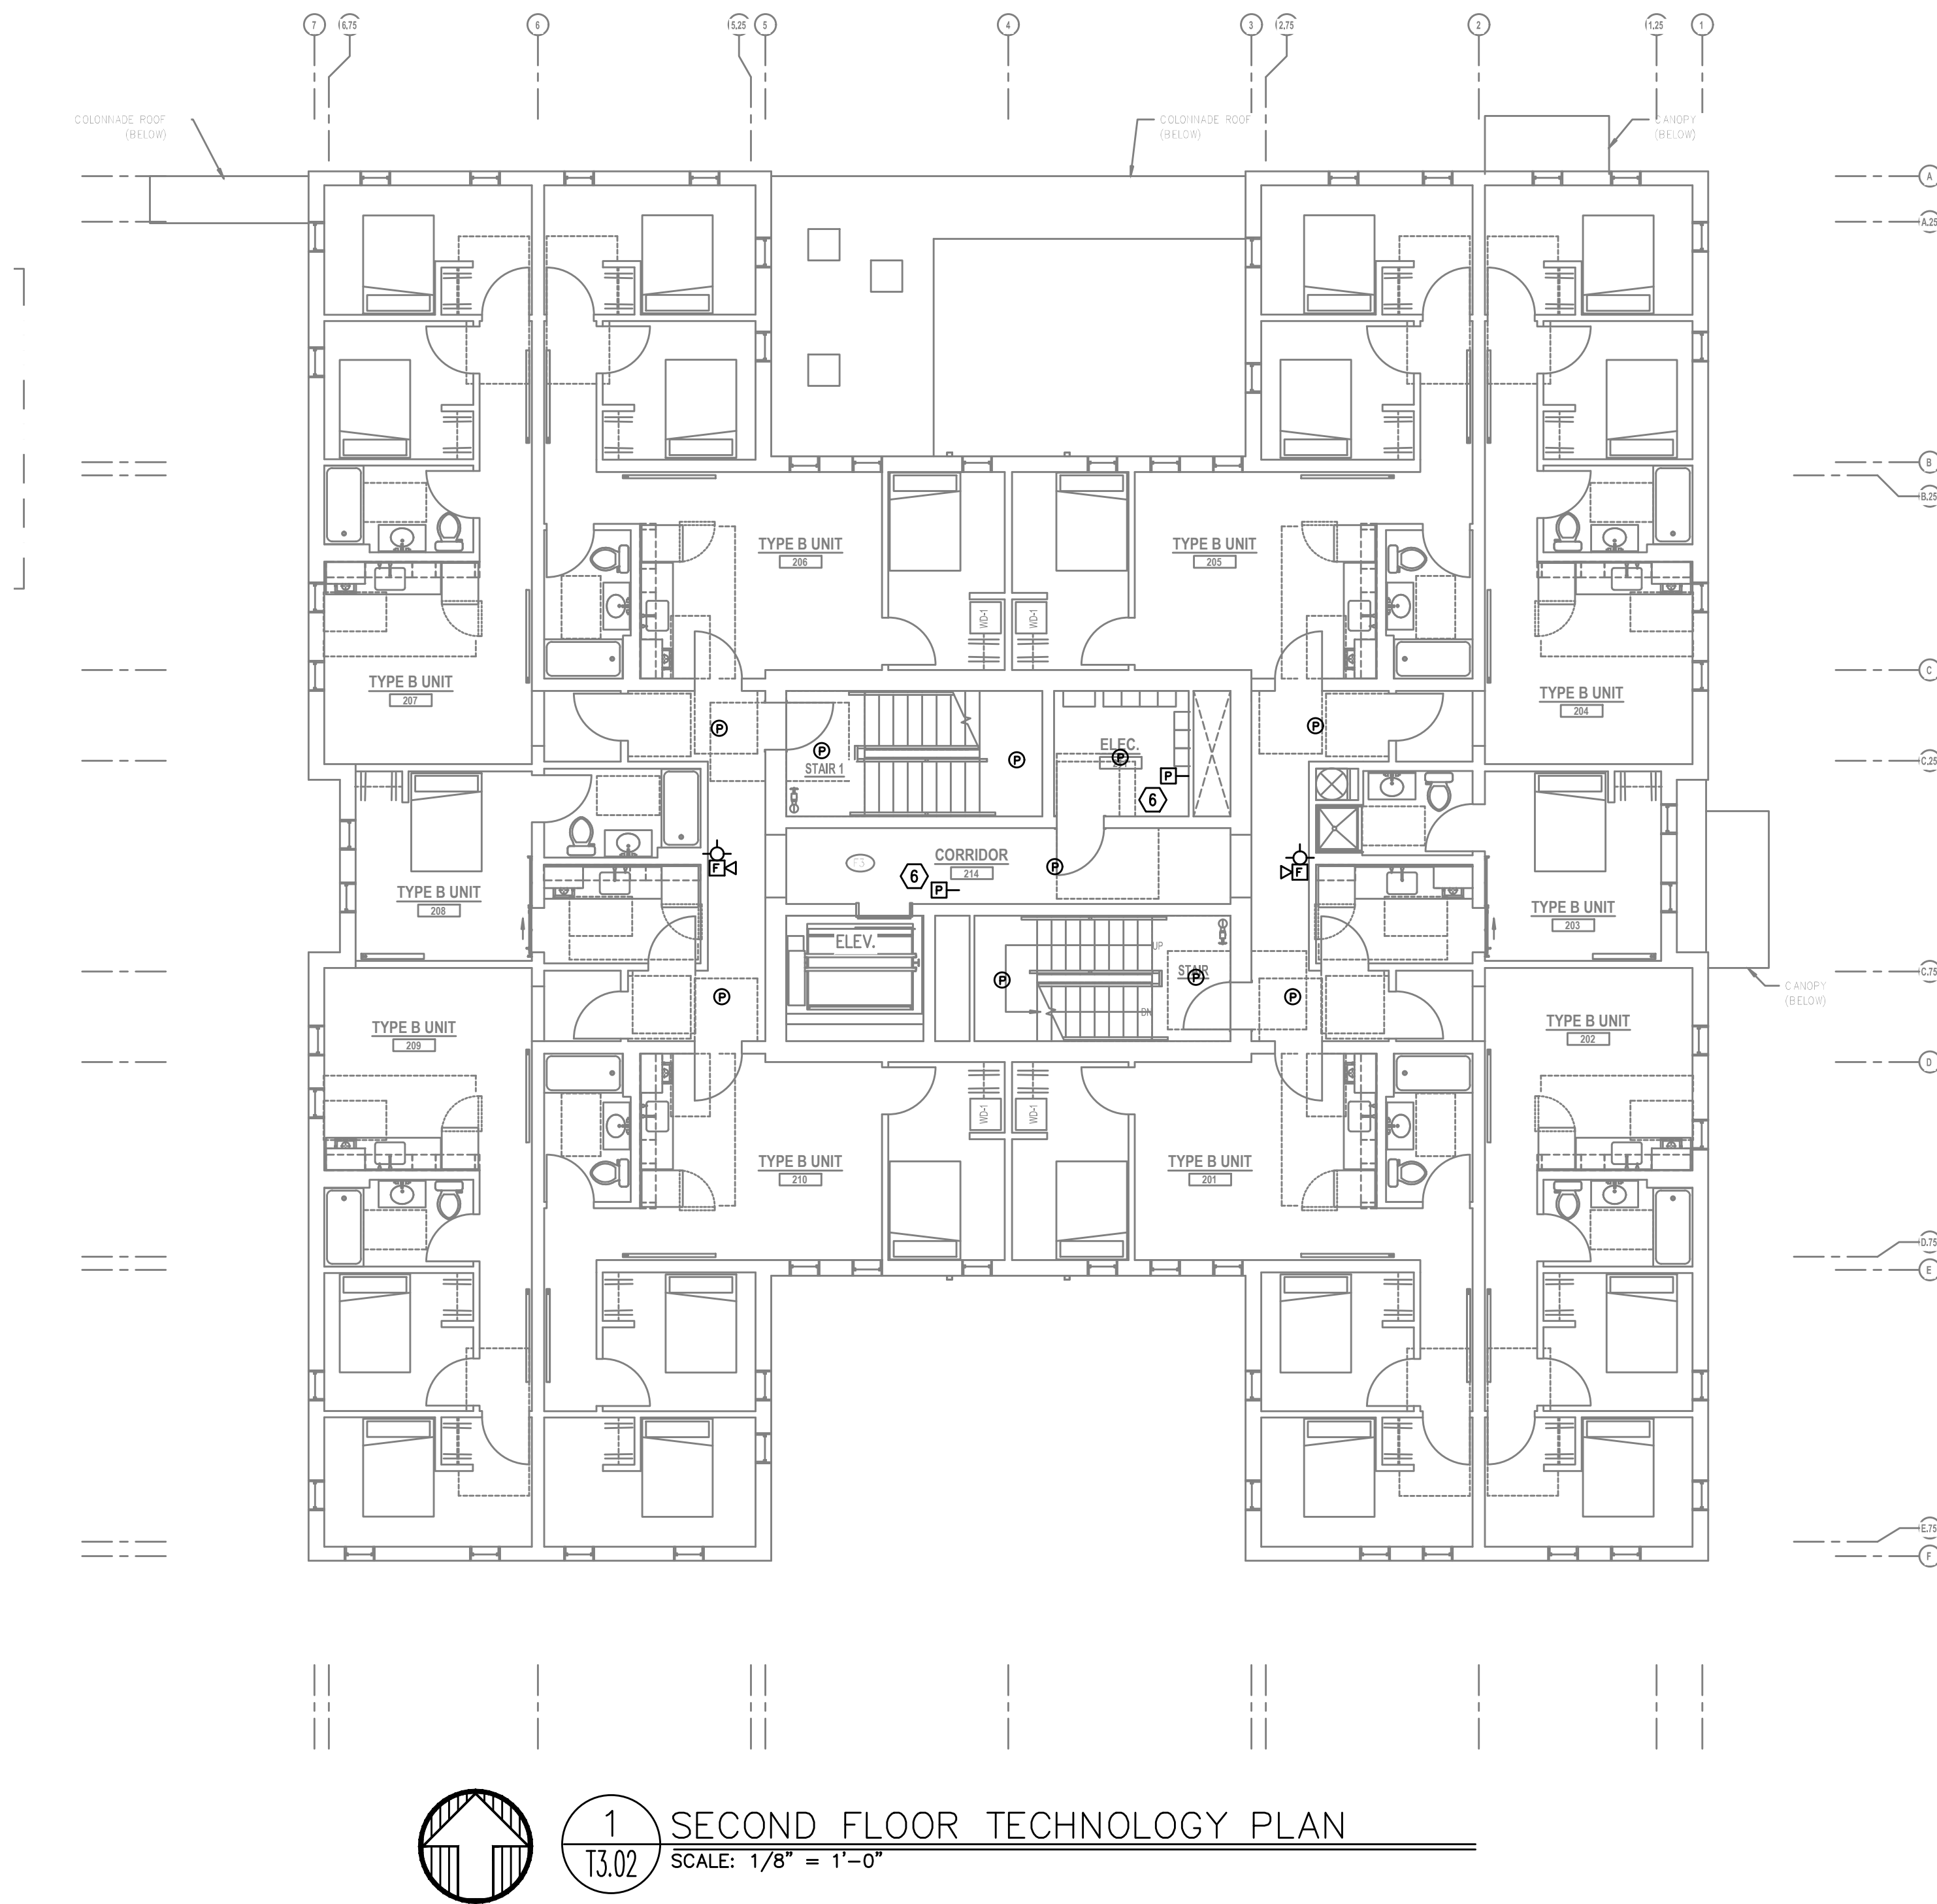 7
6.75
6
5.25
5
4
3
2.75
2
1.25
1
COLONNADE ROOF
(BELOW)
COLONNADE ROOF
(BELOW)
CANOPY
(BELOW)
A
A.25
B
B.25
TYPE B UNIT
206
TYPE B UNIT
205
WD-1
WD-1
C
TYPE B UNIT
207
TYPE B UNIT
204
P
P
P
P
P
STAIR 1
ELEC.
P
6
C.25
F
CORRIDOR
214
F3
6
P
P
F
TYPE B UNIT
208
TYPE B UNIT
203
ELEV.
UP
P
STAIR
P
DN
P
P
C.75
CANOPY
(BELOW)
TYPE B UNIT
209
TYPE B UNIT
202
D
WD-1
WD-1
TYPE B UNIT
210
TYPE B UNIT
201
D.75
E
E.75
F
1
T3.02
SECOND FLOOR TECHNOLOGY PLAN
SCALE: 1/8" = 1'-0"